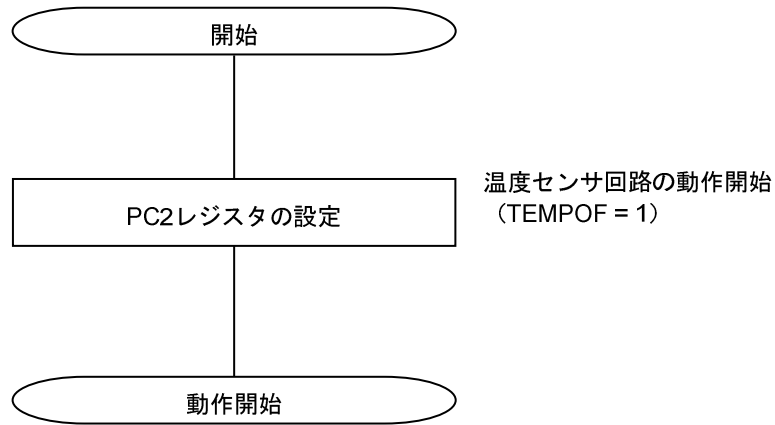 開始
PC2レジスタの設定
温度センサ回路の動作開始
（TEMPOF = 1）
動作開始